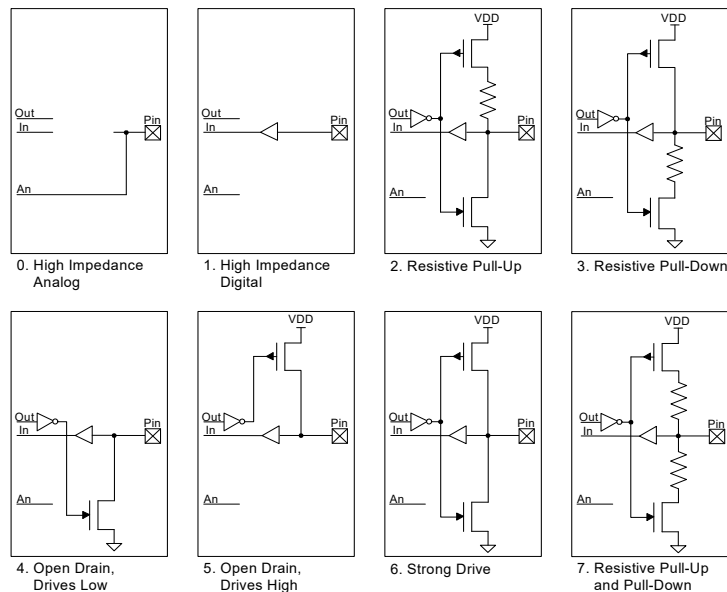 Out
In
Pin
An
0. High Impedance
Analog
Out
In
Pin
An
1. High Impedance
Digital
VDD
Out
In
Pin
An
2. Resistive Pull-Up
VDD
Out
In
Pin
An
3. Resistive Pull-Down
Out
In
Pin
An
4. Open Drain,
Drives Low
VDD
Out
In
Pin
An
5. Open Drain,
Drives High
VDD
Out
In
Pin
An
6. Strong Drive
VDD
Out
In
Pin
An
7. Resistive Pull-Up
and Pull-Down